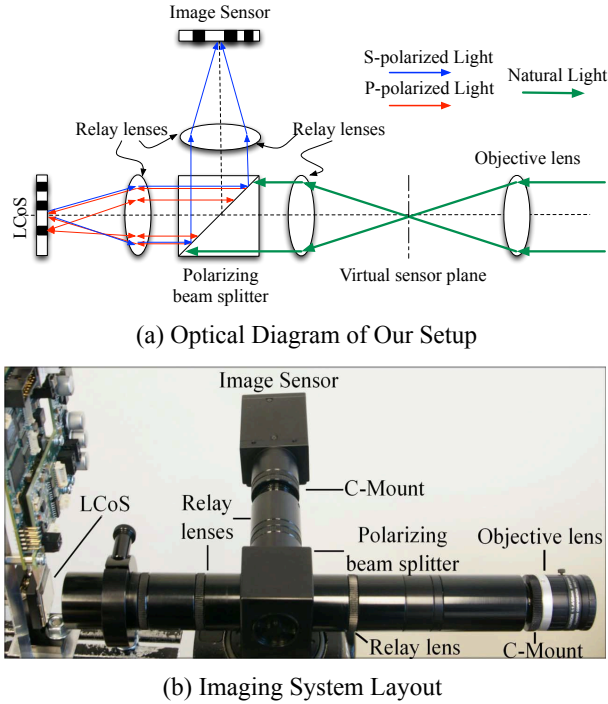 Image Sensor
S-polarized Light
P-polarized Light
Natural Light
Relay lenses
Relay lenses
Objective lens
LCoS
Polarizing
beam splitter
Virtual sensor plane
(a) Optical Diagram of Our Setup
Image Sensor
C-Mount
LCoS
Relay
lenses
Polarizing
beam splitter
Objective lens
Relay lens
C-Mount
(b) Imaging System Layout